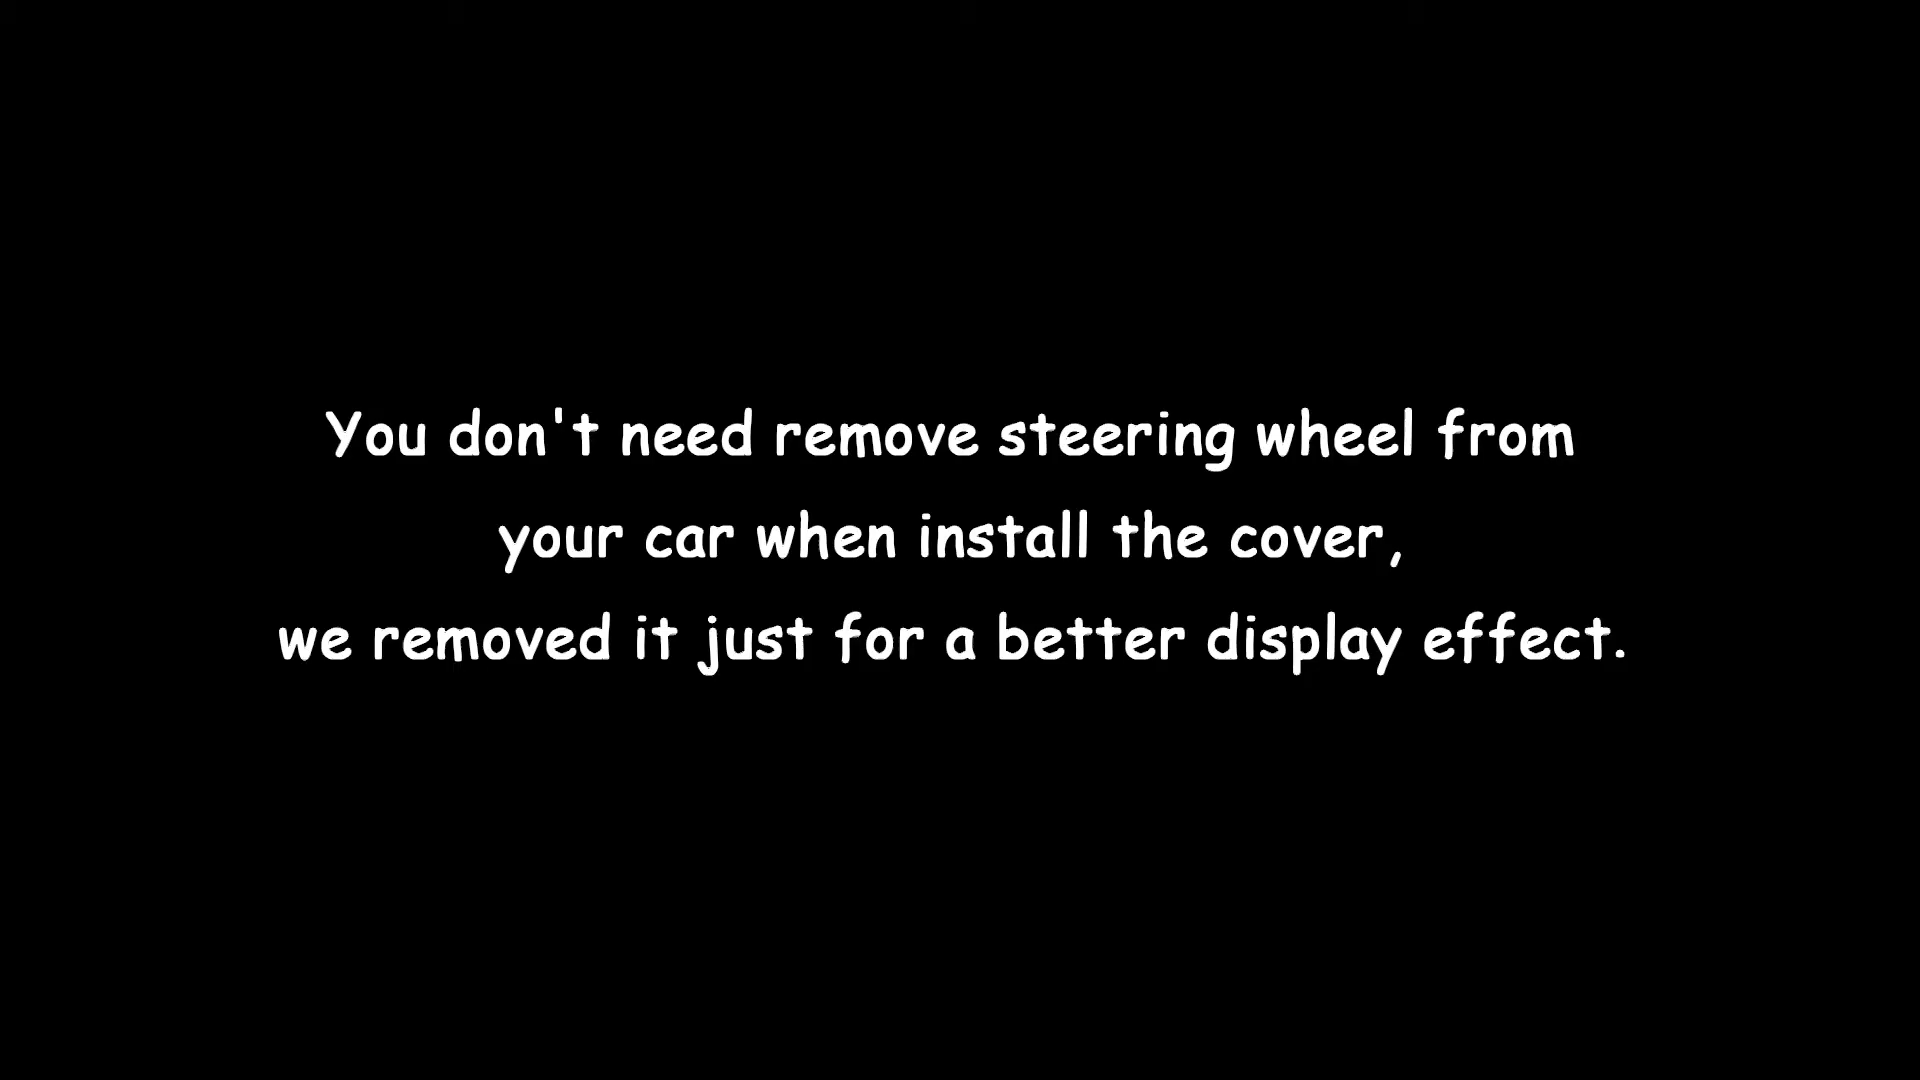 You don't need remove steering wheel from
your car when install the cover,
we removed it just for a better display effect.